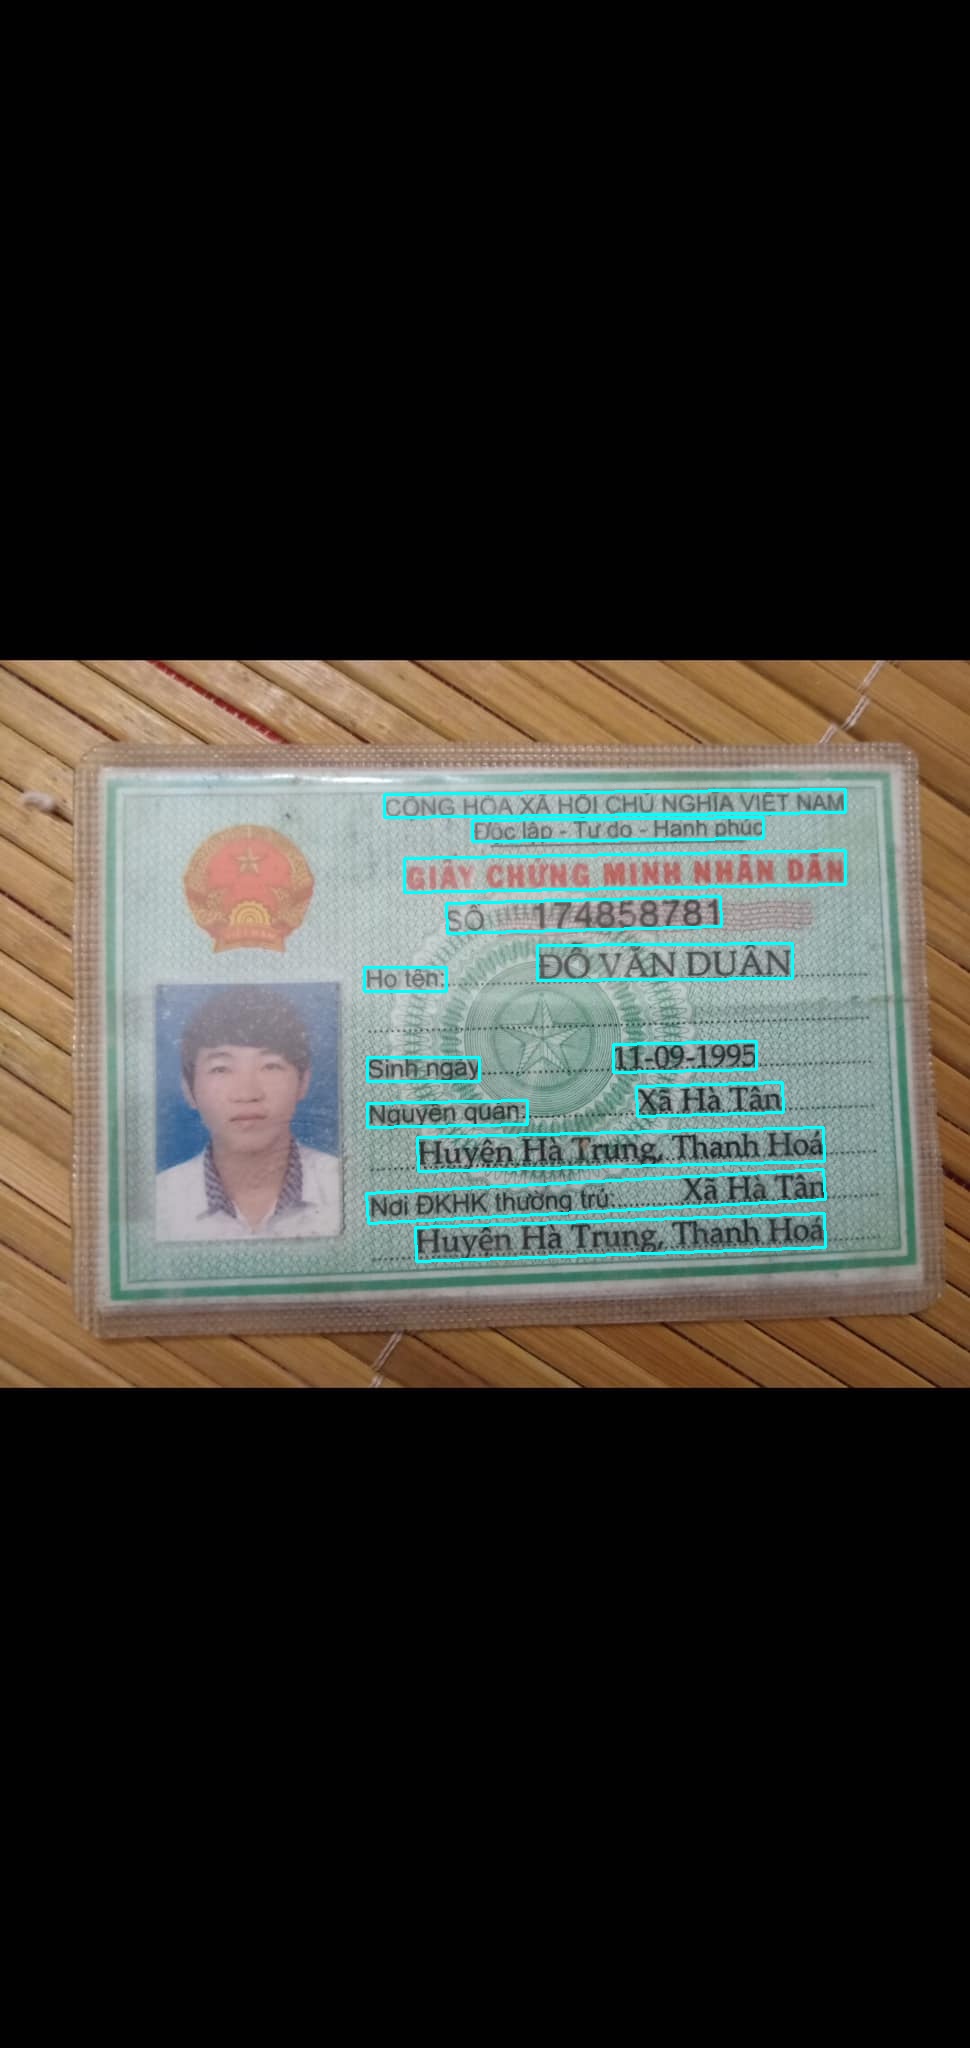 CỘNG HÒA XÃ HỘI CHỦ NGHĨA VIỆT NAM
Độc lập - Tự do - Hạnh phúc
GIẤY CHỨNG MINH NHÂN DÂN
SỐ 174858781
Họ tên: ĐỖ VĂN DUÂN
Sinh ngày 11-09-1995
Nguyên quán: Xã Hà Tân
Huyện Hà Trung, Thanh Hoá
Nơi ĐKHK thường trú: Xã Hà Tân
Huyện Hà Trung, Thanh Hoá